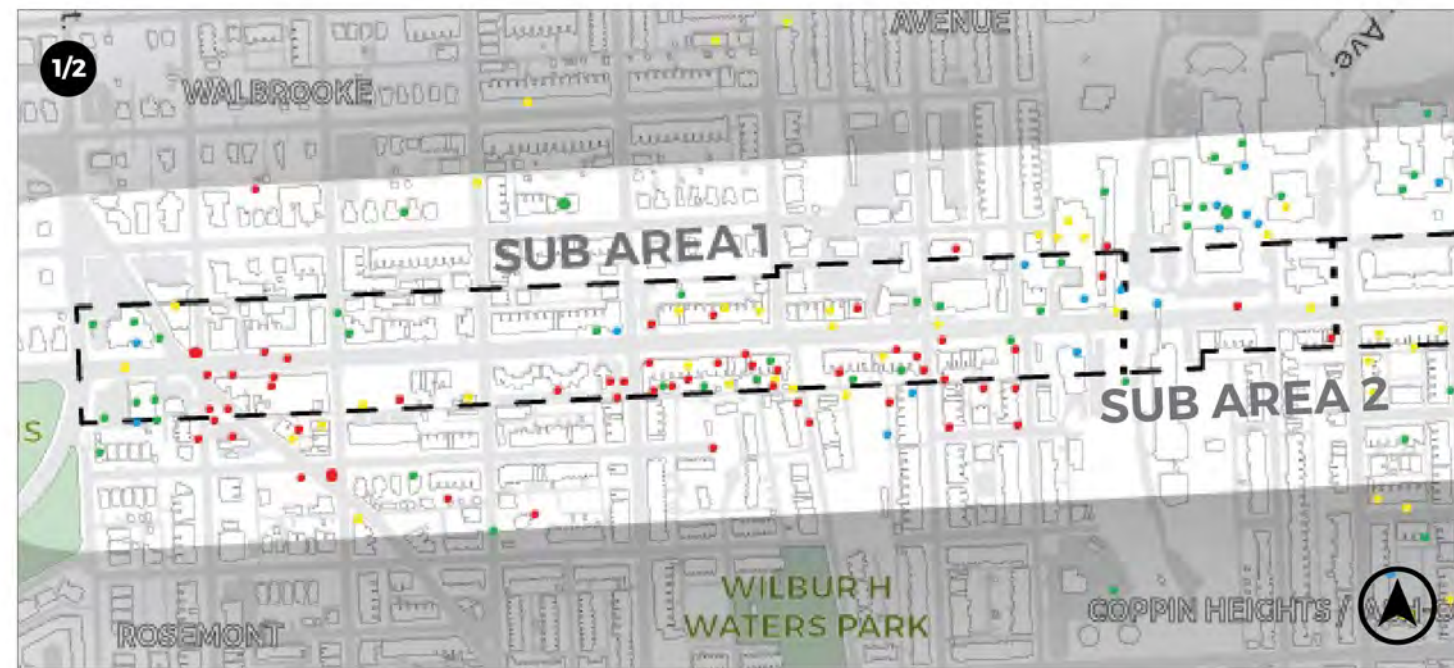 t.
1/2
WALBROOKE
AVENUE
Ave.
SUB AREA 1
SUB AREA 2
S
WILBUR H
WATERS PARK
ROSEMONT
COPPIN HEIGHTS /